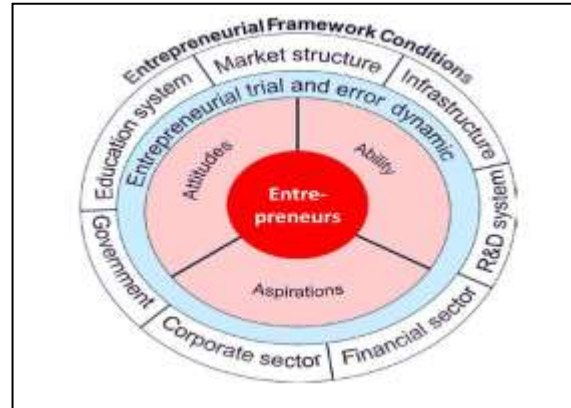 Entrepreneurial Framework Conditions
Education system
Market structure
Infrastructure
R&D system
Financial sector
Corporate sector
Government
Entrepreneurial trial and error dynamic
Attitudes
Ability
Aspirations
Entre-
preneurs